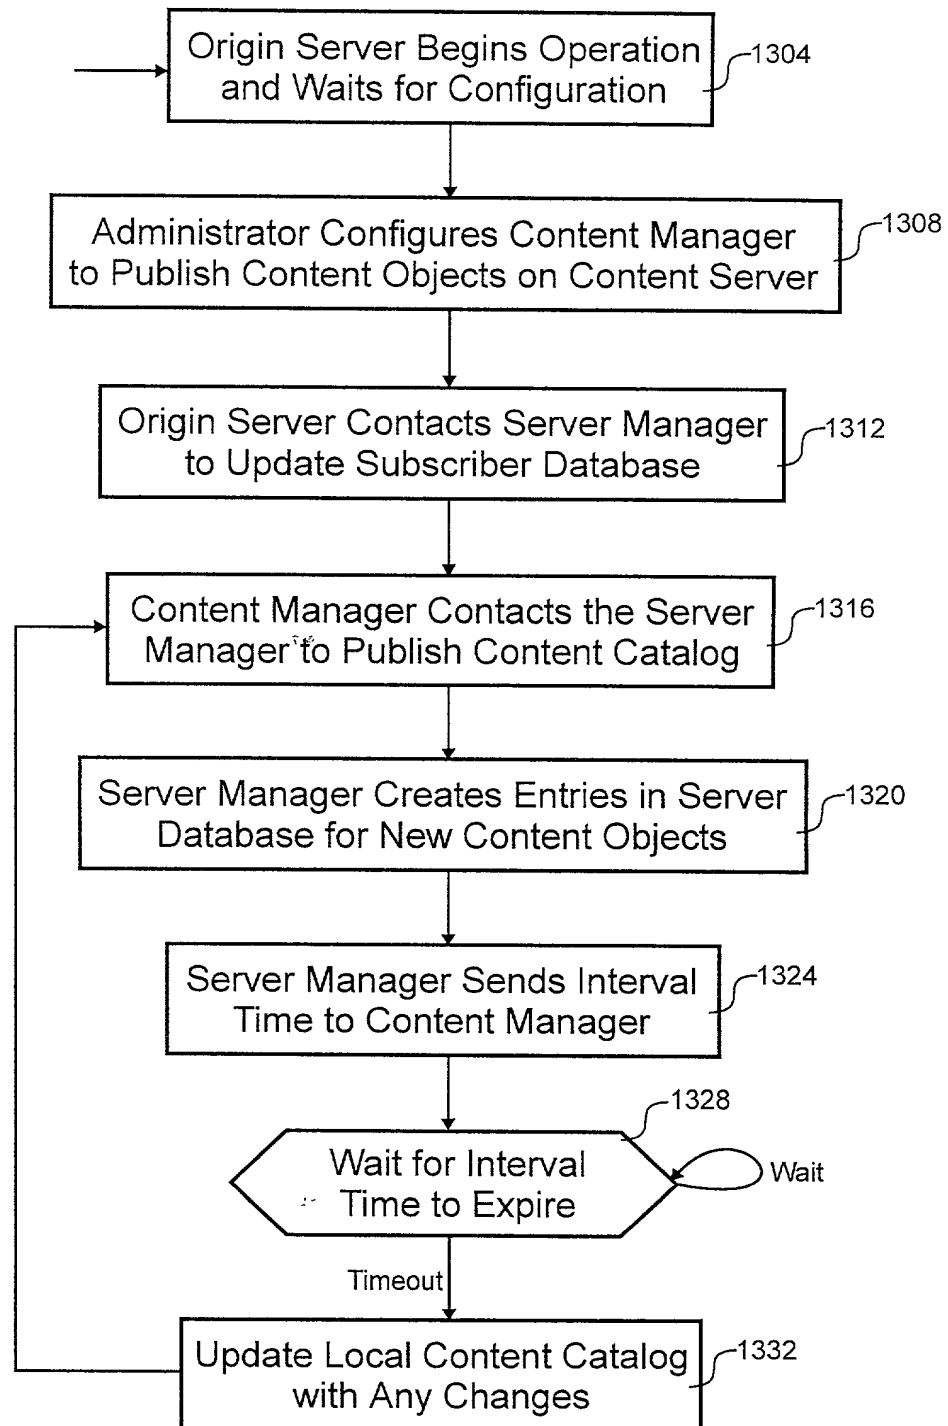 Origin Server Begins Operation
and Waits for Configuration
1304
Administrator Configures Content Manager
to Publish Content Objects on Content Server
1308
Origin Server Contacts Server Manager
to Update Subscriber Database
1312
Content Manager Contacts the Server
Manager to Publish Content Catalog
1316
Server Manager Creates Entries in Server
Database for New Content Objects
1320
Server Manager Sends Interval
Time to Content Manager
1324
1328
Wait for Interval
Time to Expire
Wait
Timeout
Update Local Content Catalog
with Any Changes
1332